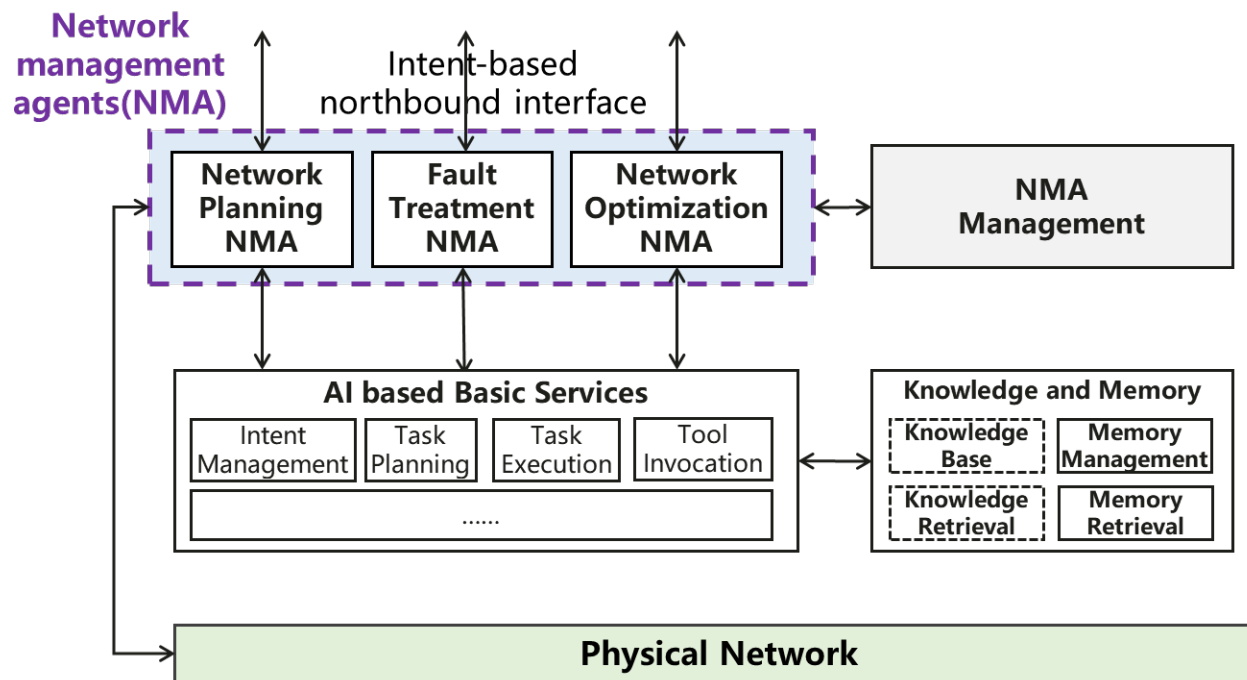 Network
management
agents(NMA)
Intent-based
northbound interface
Network
Planning
NMA
Fault
Treatment
NMA
Network
Optimization
NMA
NMA
Management
AI based Basic Services
Intent
Management
Task
Planning
Task
Execution
Tool
Invocation
......
Knowledge and Memory
Knowledge
Base
Memory
Management
Knowledge
Retrieval
Memory
Retrieval
Physical Network